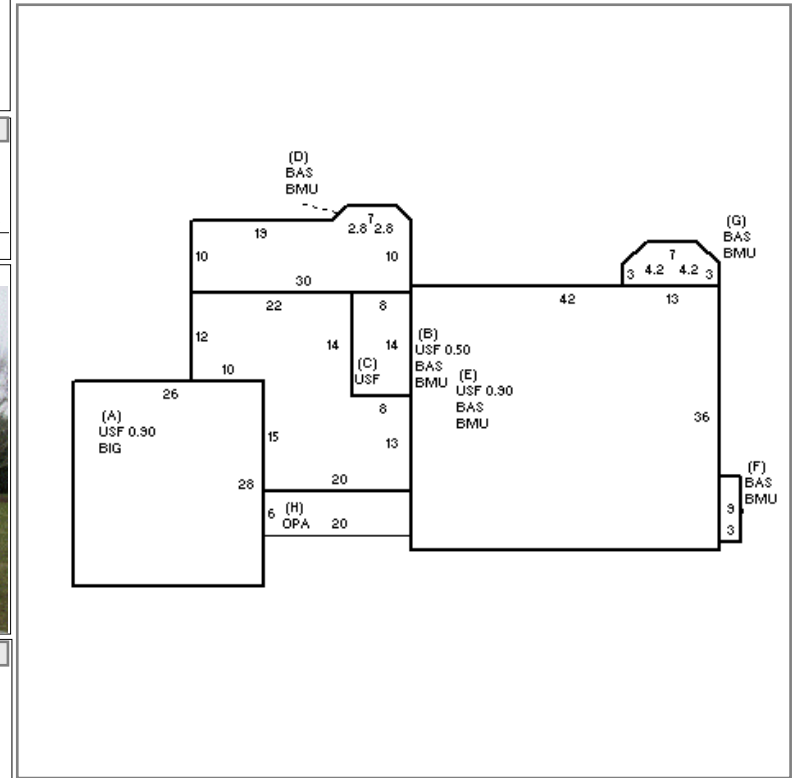 (D)
BAS
BMU
7
2.8 2.8
19
10
10
30
(G)
BAS
BMU
7
3 4.2 4.2 3
22
8
42
13
12
14
14
(B)
USF 0.50
BAS
BMU
(C)
USF
10
(E)
USF 0.90
BAS
BMU
26
8
(A)
USF 0.90
BIG
15
13
36
28
20
(F)
BAS
BMU
9
3
6
(H)
OPA
20